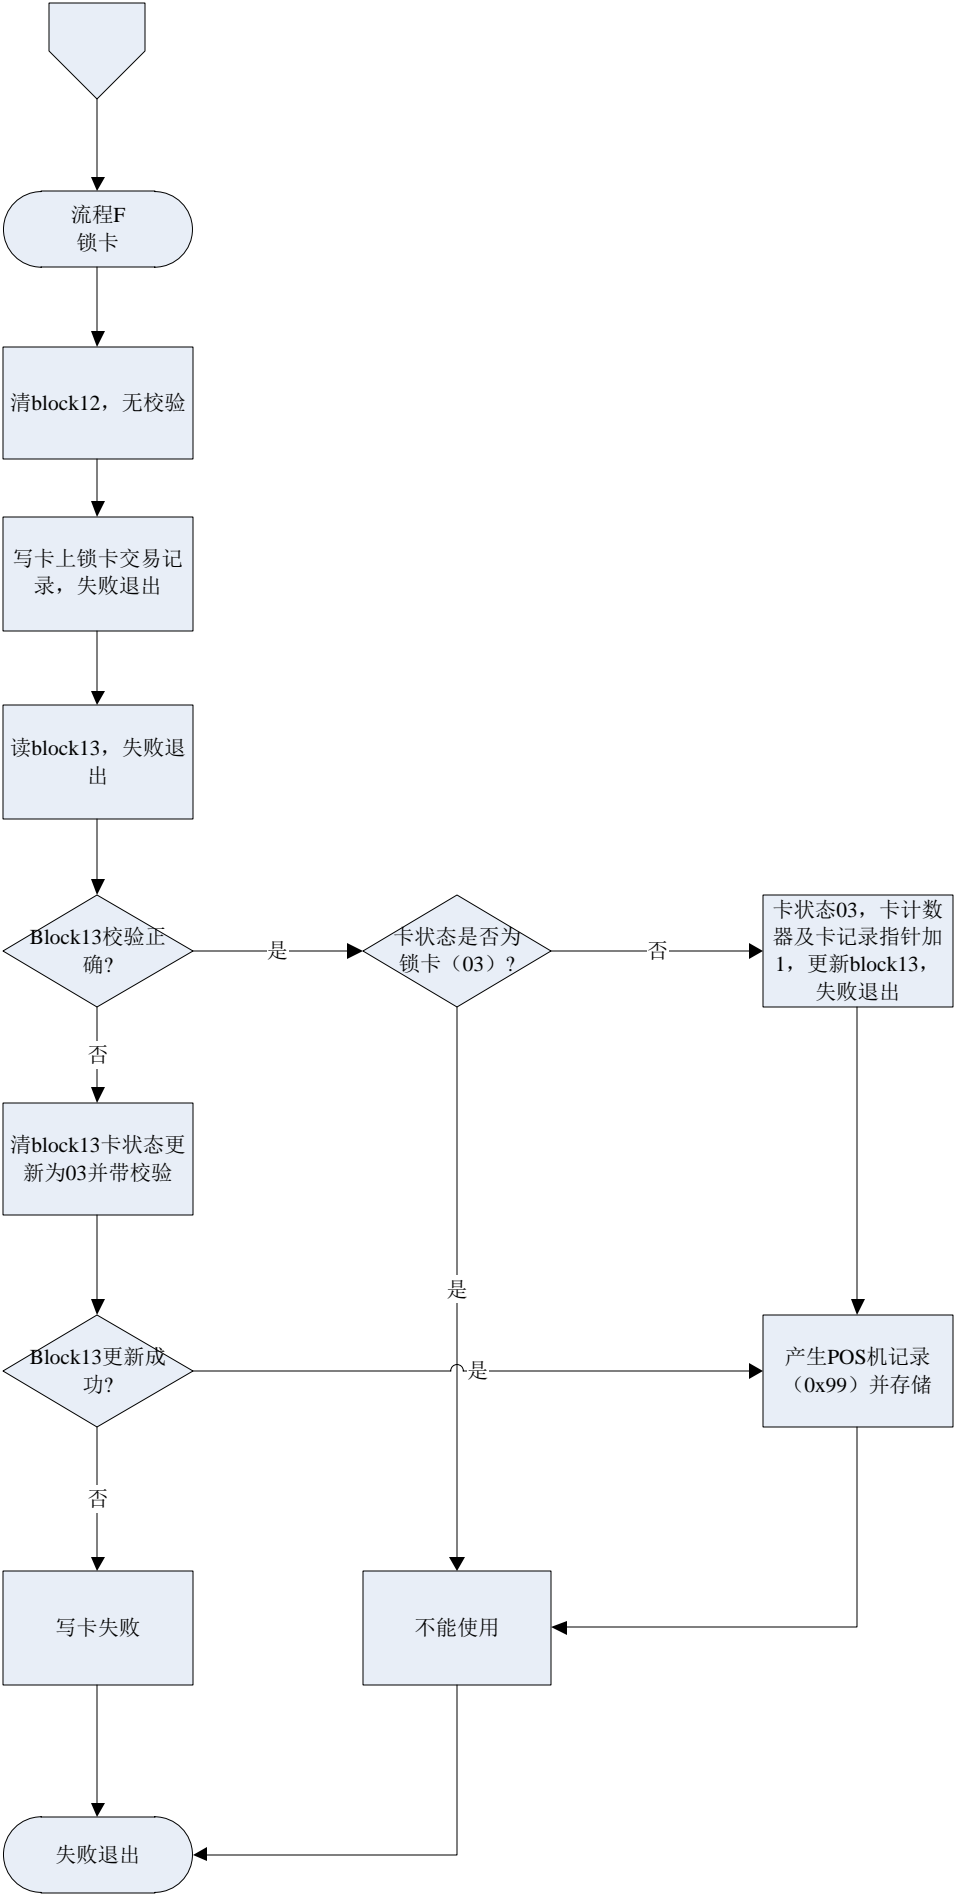 流程F
锁卡
清block12，无校验
写卡上锁卡交易记
录，失败退出
读block13，失败退
出
Block13校验正
确?
是
卡状态是否为
锁卡（03）?
否
卡状态03，卡计数
器及卡记录指针加
1，更新block13，
失败退出
否
清block13卡状态更
新为03并带校验
是
Block13更新成
功?
是
产生POS机记录
（0x99）并存储
否
写卡失败
不能使用
失败退出